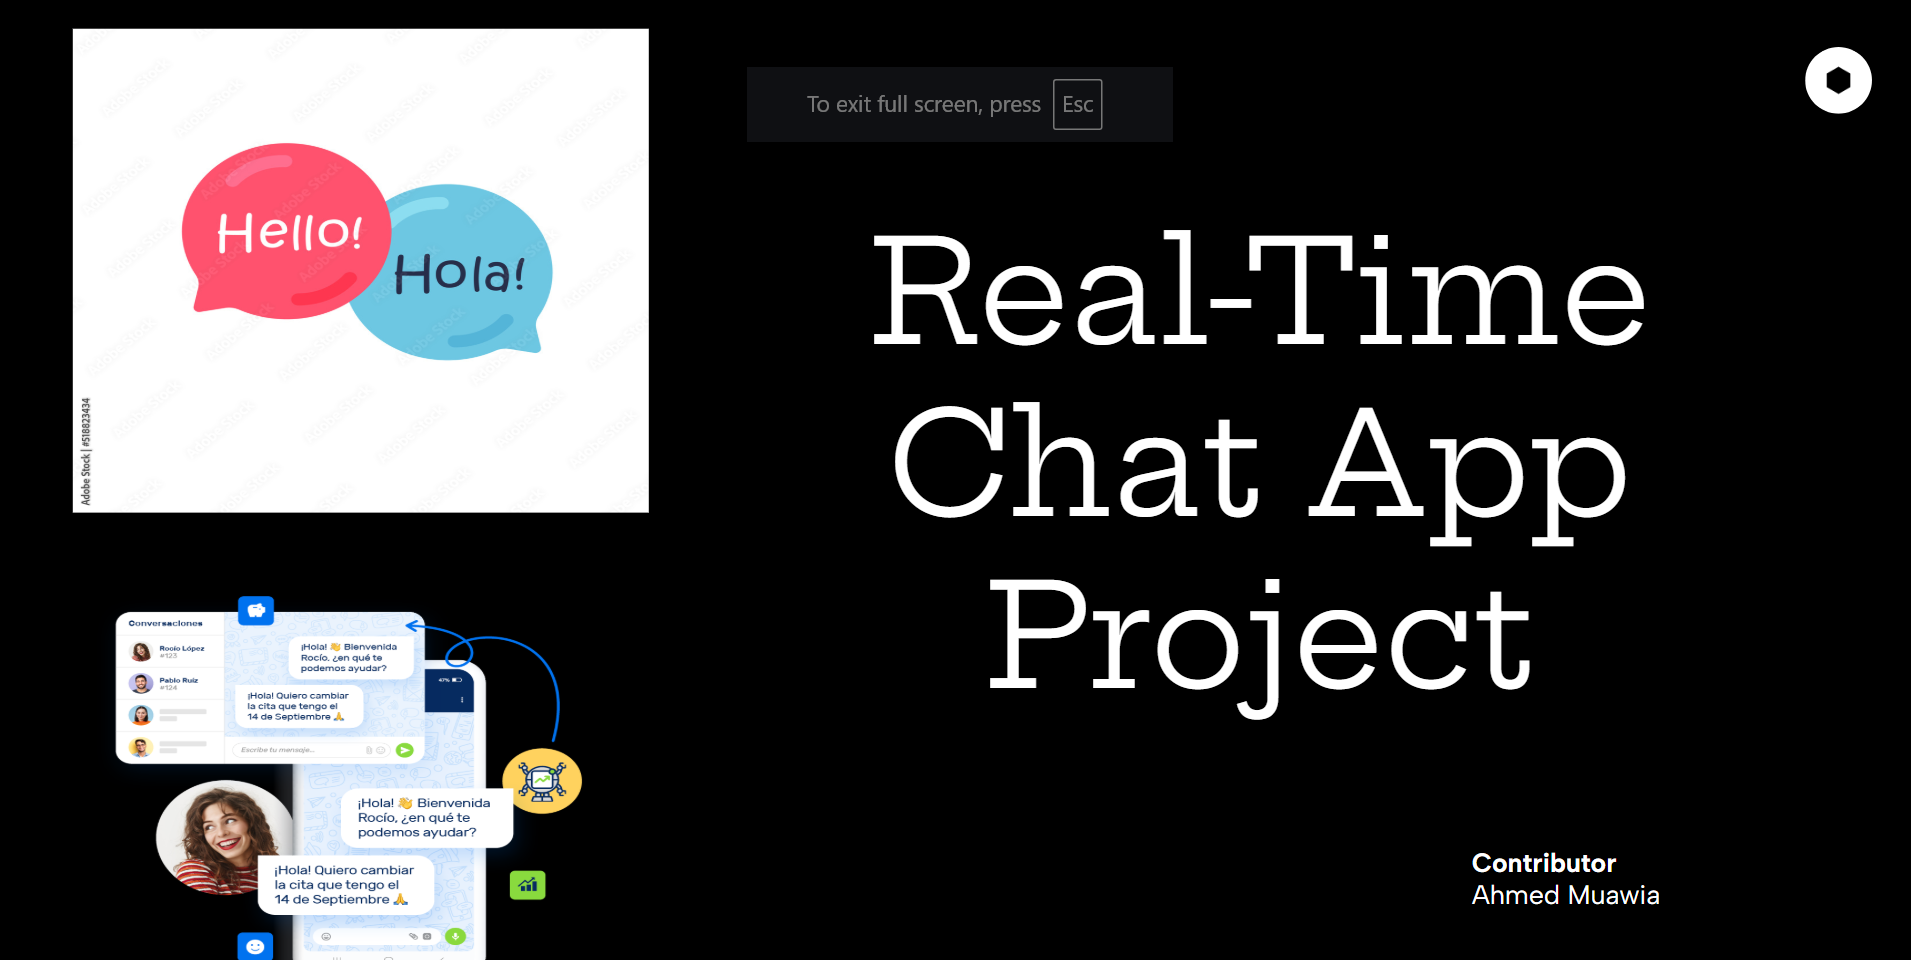 Hello!
Hola!
Adobe Stock | #518823434
To exit full screen, press Esc
Real-Time
Chat App
Project
Conversaciones
Rocío López
#123
Pablo Ruiz
#124
¡Hola! 👋 Bienvenida
Rocío, ¿en qué te
podemos ayudar?
¡Hola! Quiero cambiar
la cita que tengo el
14 de Septiembre 🙏
Escribe tu mensaje...
47%
¡Hola! 👋 Bienvenida
Rocío, ¿en qué te
podemos ayudar?
¡Hola! Quiero cambiar
la cita que tengo el
14 de Septiembre 🙏
Contributor
Ahmed Muawia